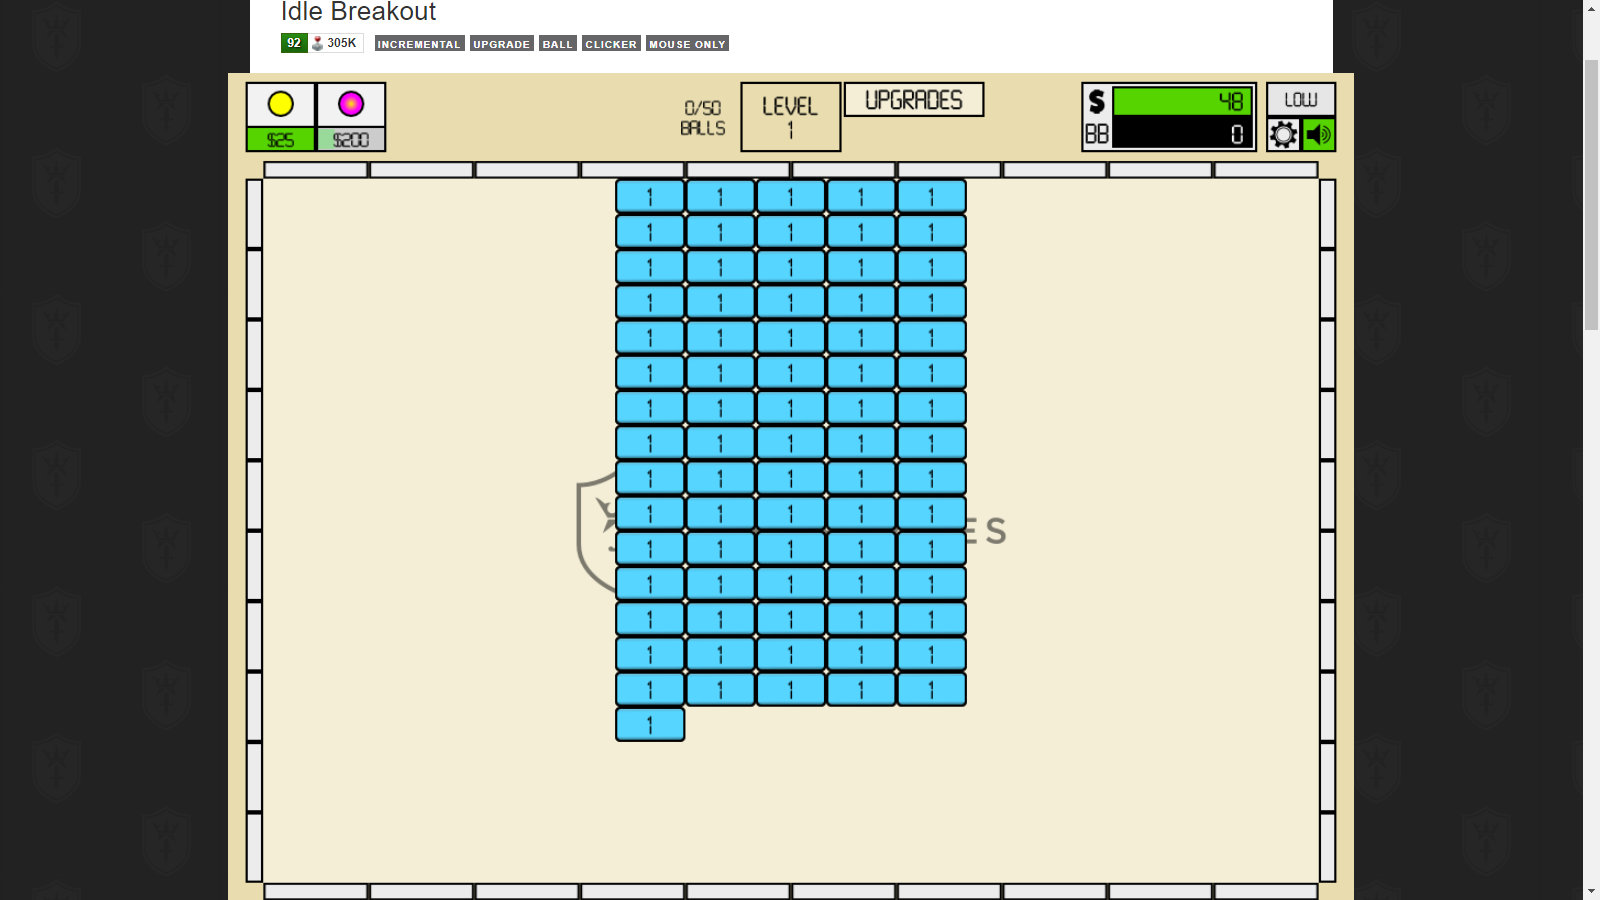 Idle Breakout
92 305K INCREMENTAL UPGRADE BALL CLICKER MOUSE ONLY
$25 $200
0/50
BALLS
LEVEL
1
UPGRADES
$ 48
BB 0
LOW
1 1 1 1 1
1 1 1 1 1
1 1 1 1 1
1 1 1 1 1
1 1 1 1 1
1 1 1 1 1
1 1 1 1 1
1 1 1 1 1
1 1 1 1 1
1 1 1 1 1
ES
1 1 1 1 1
1 1 1 1 1
1 1 1 1 1
1 1 1 1 1
1 1 1 1 1
1